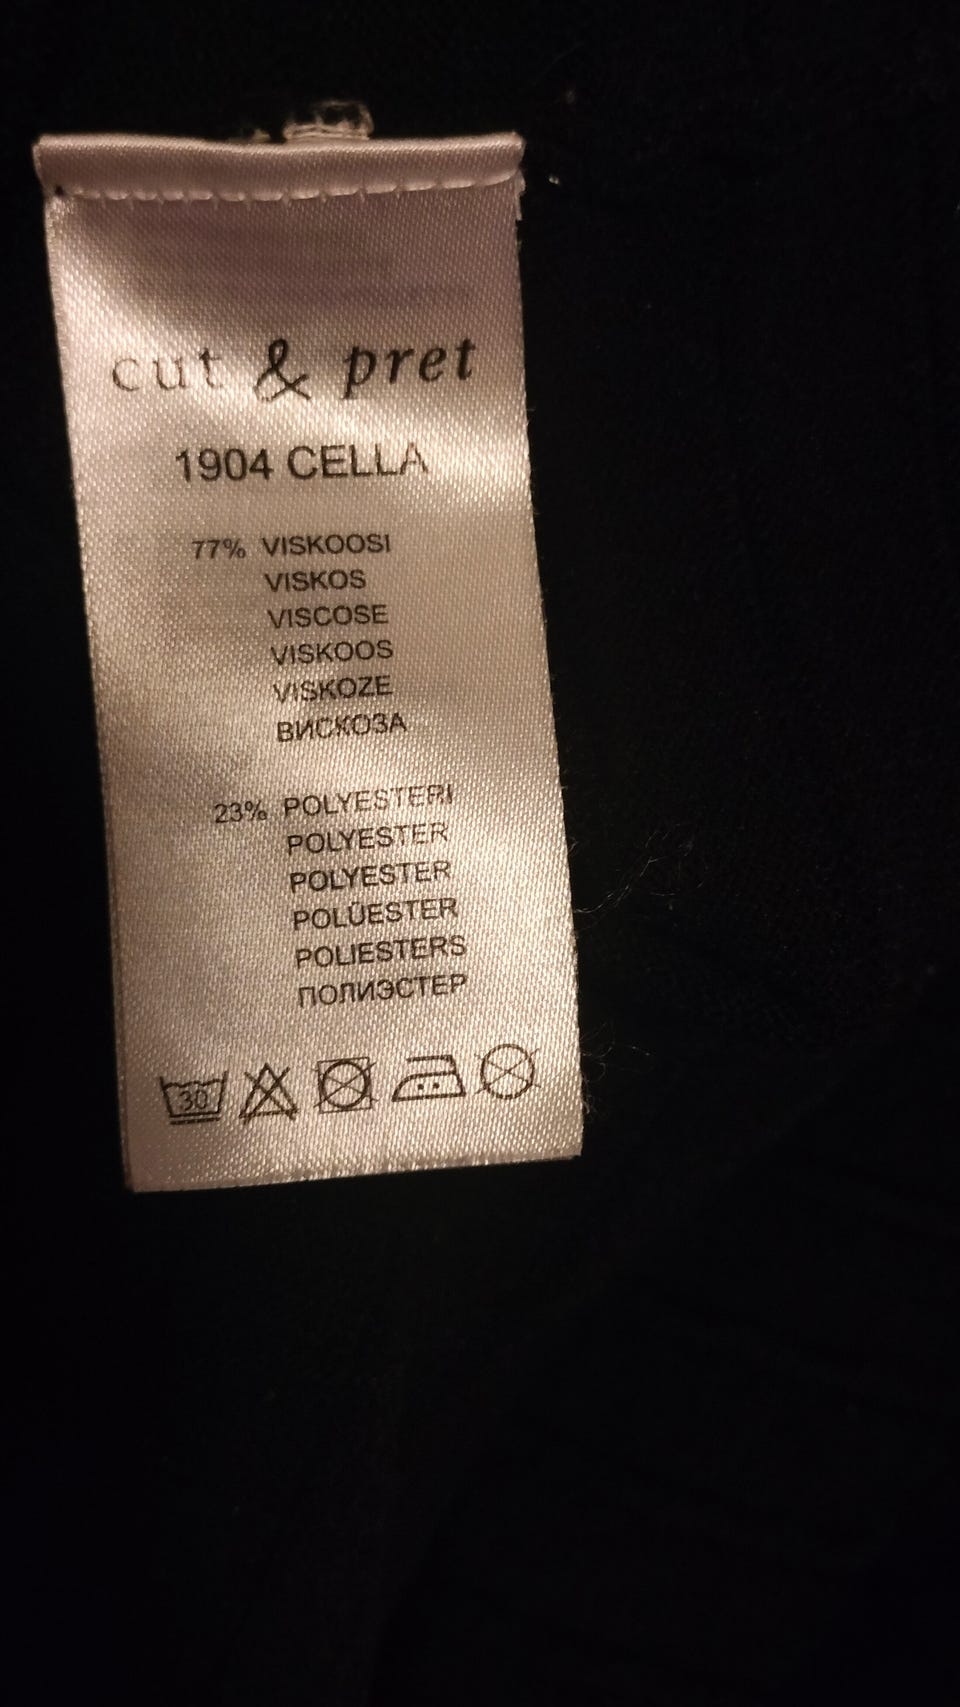 cut & pret
1904 CELLA
77% VISKOOSI
VISKOS
VISCOSE
VISKOOS
VISKOZE
ВИСКОЗА
23% POLYESTERI
POLYESTER
POLYESTER
POLÜESTER
POLIESTERS
ПОЛИЭСТЕР
30